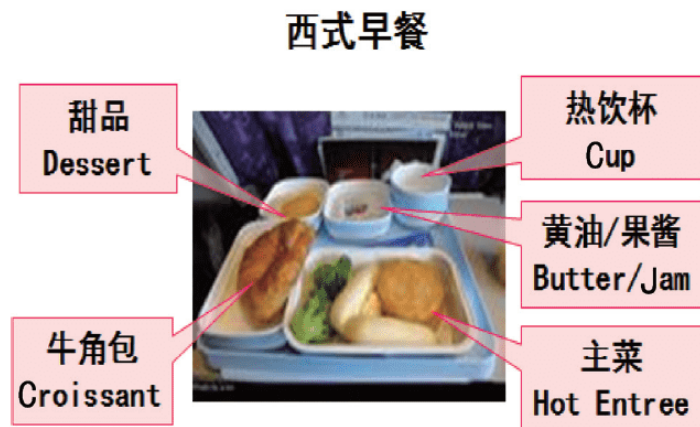 西式早餐
甜品
Dessert
热饮杯
Cup
黄油/果酱
Butter/Jam
牛角包
Croissant
主菜
Hot Entree